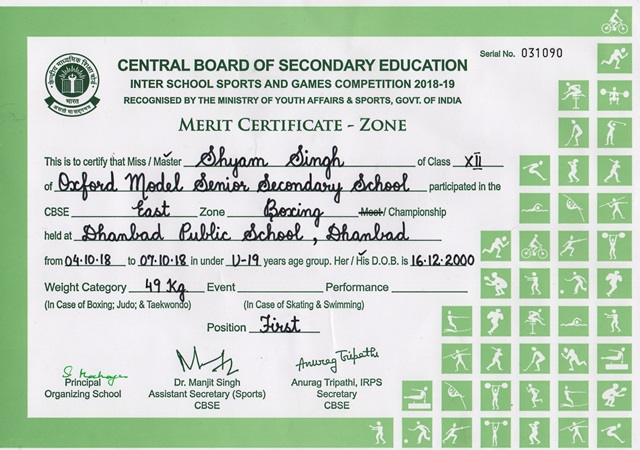 केन्द्रीय माध्यमिक शिक्षा बोर्ड
भारत
असतो मा सद्गमय
CENTRAL BOARD OF SECONDARY EDUCATION
Serial No. 031090
INTER SCHOOL SPORTS AND GAMES COMPETITION 2018-19
RECOGNISED BY THE MINISTRY OF YOUTH AFFAIRS & SPORTS, GOVT. OF INDIA
MERIT CERTIFICATE - ZONE
This is to certify that Miss / Master Shyam Singh of Class XII
of Oxford Model Senior Secondary School participated in the
CBSE East Zone Boxing Meet / Championship
held at Dhanbad Public School, Dhanbad
from 04.10.18 to 07.10.18 in under U-19 years age group. Her / His D.O.B. is 16.12.2000
Weight Category 49 Kg Event Performance
(In Case of Boxing; Judo; & Taekwondo) (In Case of Skating & Swimming)
Position First
Anurag Tripathi
Principal
Organizing School
Dr. Manjit Singh
Assistant Secretary (Sports)
CBSE
Anurag Tripathi, IRPS
Secretary
CBSE